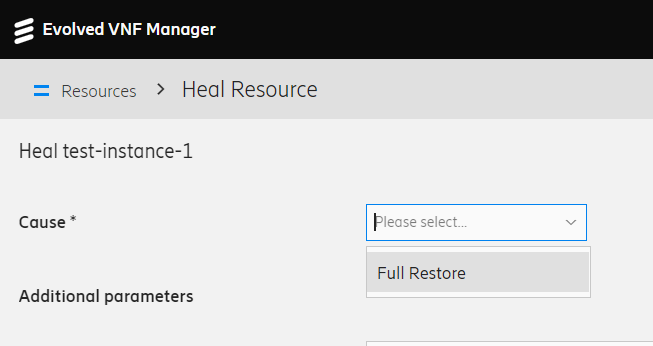 Evolved VNF Manager
Resources > Heal Resource
Heal test-instance-1
Cause * Please select...
Full Restore
Additional parameters